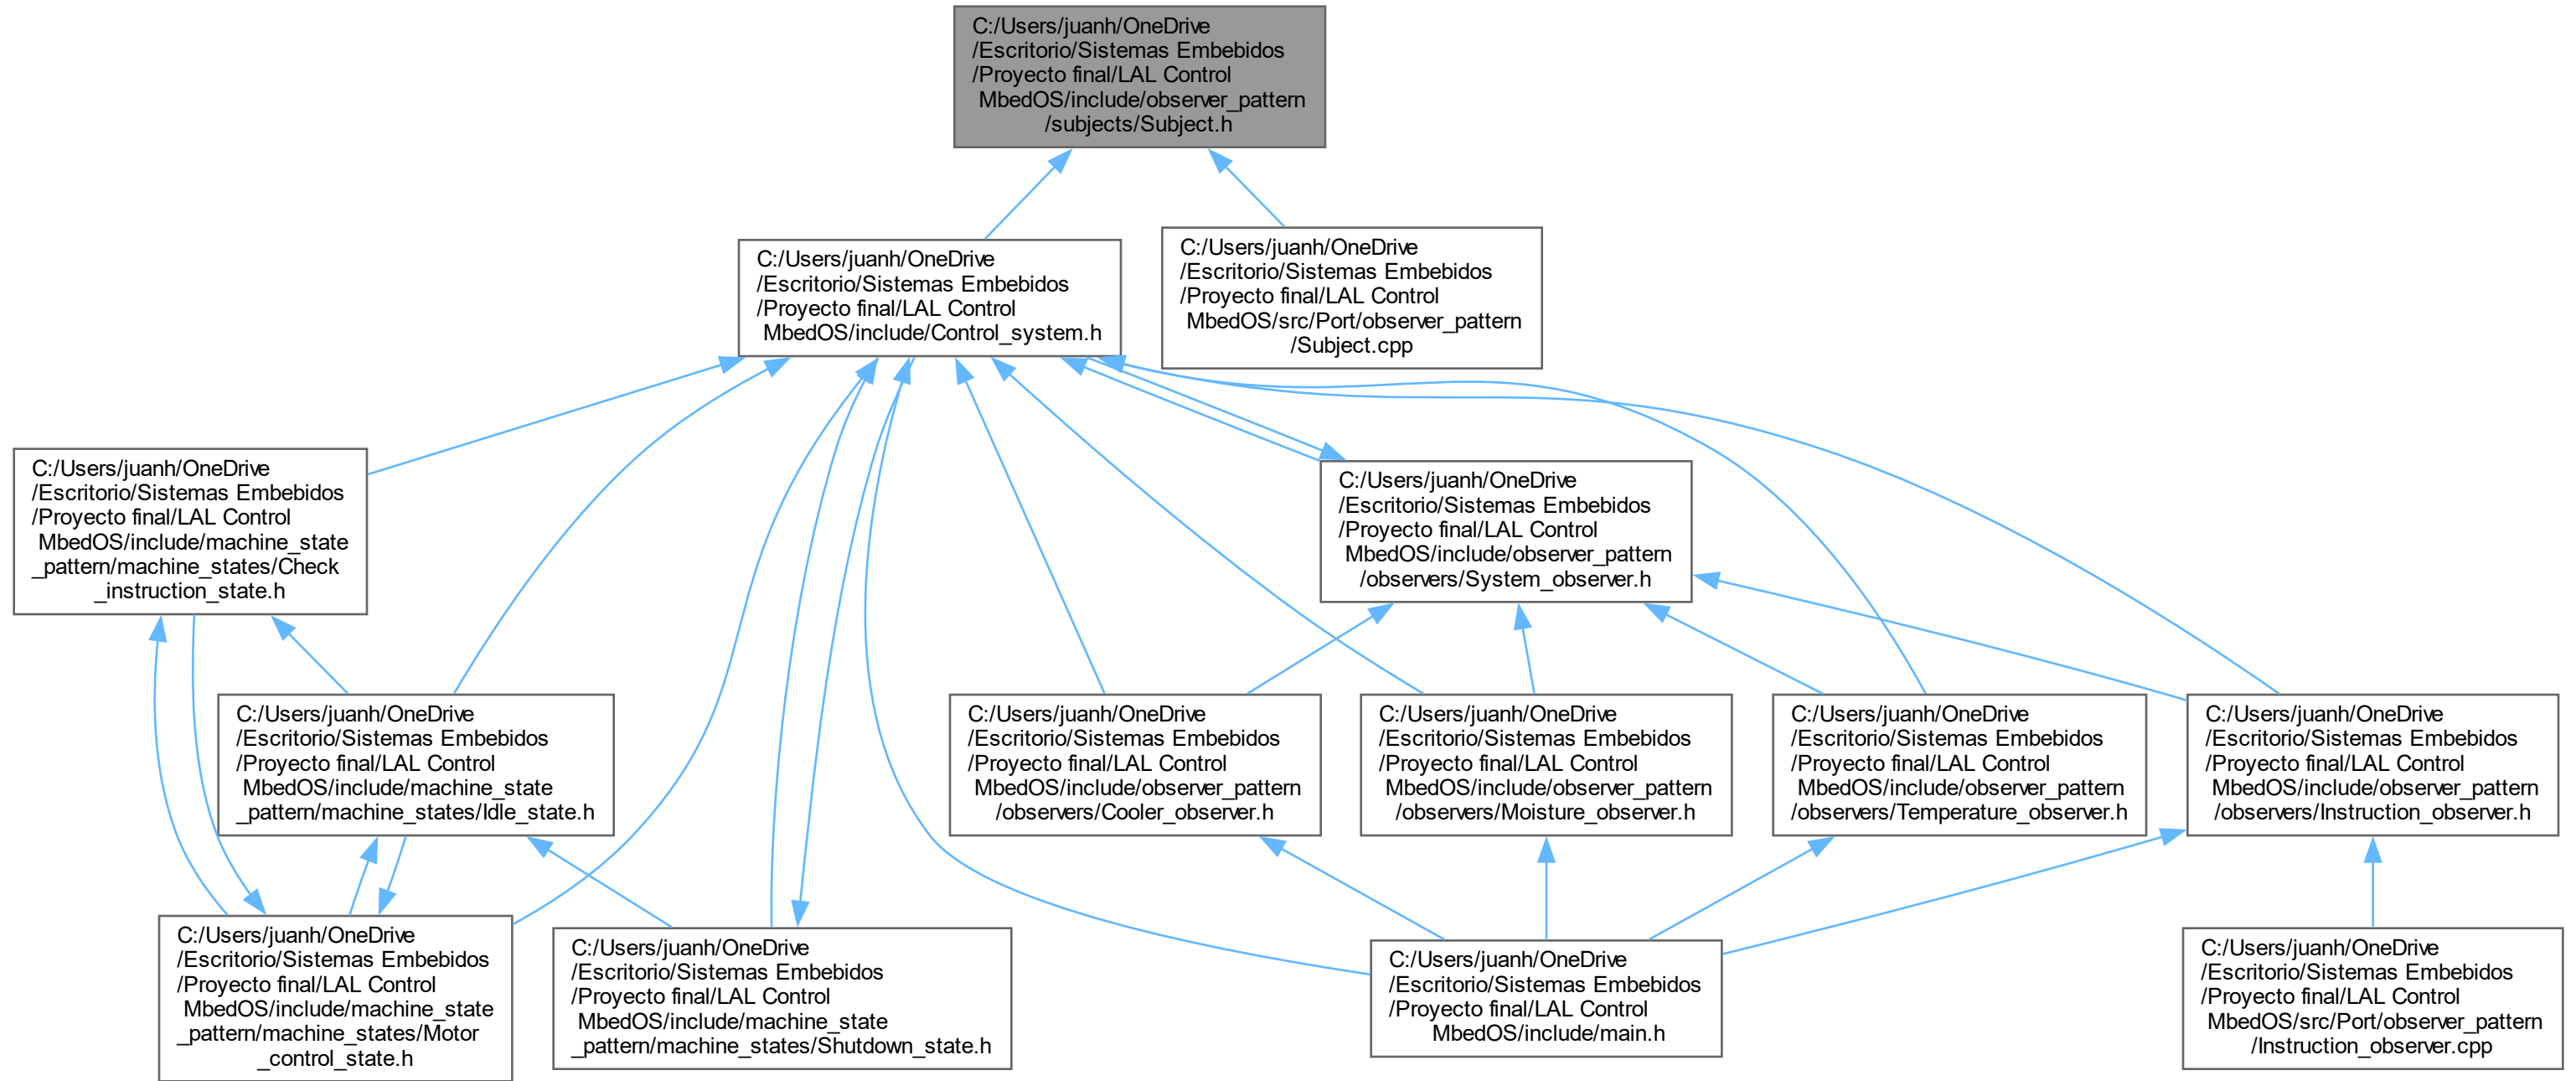 C:/Users/juanh/OneDrive
/Escritorio/Sistemas Embebidos
/Proyecto final/LAL Control
MbedOS/include/observer_pattern
/subjects/Subject.h
C:/Users/juanh/OneDrive
/Escritorio/Sistemas Embebidos
/Proyecto final/LAL Control
MbedOS/include/Control_system.h
C:/Users/juanh/OneDrive
/Escritorio/Sistemas Embebidos
/Proyecto final/LAL Control
MbedOS/src/Port/observer_pattern
/Subject.cpp
C:/Users/juanh/OneDrive
/Escritorio/Sistemas Embebidos
/Proyecto final/LAL Control
MbedOS/include/machine_state
_pattern/machine_states/Check
_instruction_state.h
C:/Users/juanh/OneDrive
/Escritorio/Sistemas Embebidos
/Proyecto final/LAL Control
MbedOS/include/observer_pattern
/observers/System_observer.h
C:/Users/juanh/OneDrive
/Escritorio/Sistemas Embebidos
/Proyecto final/LAL Control
MbedOS/include/machine_state
_pattern/machine_states/Idle_state.h
C:/Users/juanh/OneDrive
/Escritorio/Sistemas Embebidos
/Proyecto final/LAL Control
MbedOS/include/observer_pattern
/observers/Cooler_observer.h
C:/Users/juanh/OneDrive
/Escritorio/Sistemas Embebidos
/Proyecto final/LAL Control
MbedOS/include/observer_pattern
/observers/Moisture_observer.h
C:/Users/juanh/OneDrive
/Escritorio/Sistemas Embebidos
/Proyecto final/LAL Control
MbedOS/include/observer_pattern
/observers/Temperature_observer.h
C:/Users/juanh/OneDrive
/Escritorio/Sistemas Embebidos
/Proyecto final/LAL Control
MbedOS/include/observer_pattern
/observers/Instruction_observer.h
C:/Users/juanh/OneDrive
/Escritorio/Sistemas Embebidos
/Proyecto final/LAL Control
MbedOS/include/machine_state
_pattern/machine_states/Motor
_control_state.h
C:/Users/juanh/OneDrive
/Escritorio/Sistemas Embebidos
/Proyecto final/LAL Control
MbedOS/include/machine_state
_pattern/machine_states/Shutdown_state.h
C:/Users/juanh/OneDrive
/Escritorio/Sistemas Embebidos
/Proyecto final/LAL Control
MbedOS/include/main.h
C:/Users/juanh/OneDrive
/Escritorio/Sistemas Embebidos
/Proyecto final/LAL Control
MbedOS/src/Port/observer_pattern
/Instruction_observer.cpp